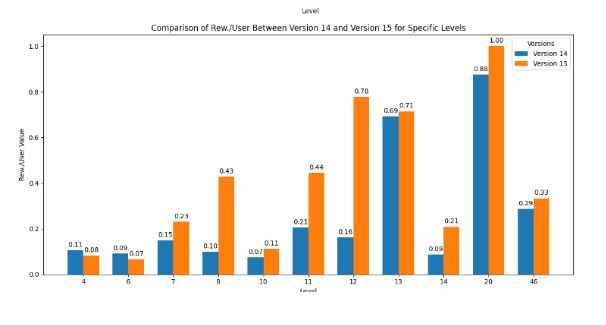 Level
Comparison of Rew./User Between Version 14 and Version 15 for Specific Levels
Versions
Version 14
Version 15
Rew./User Value
1.0
0.8
0.6
0.4
0.2
0.0
0.11 0.08
0.09 0.07
0.15 0.23
0.10 0.43
0.07 0.11
0.21 0.44
0.16 0.78
0.69 0.71
0.09 0.21
0.88 1.00
0.29 0.33
4 6 7 8 10 11 12 13 14 20 46
Level